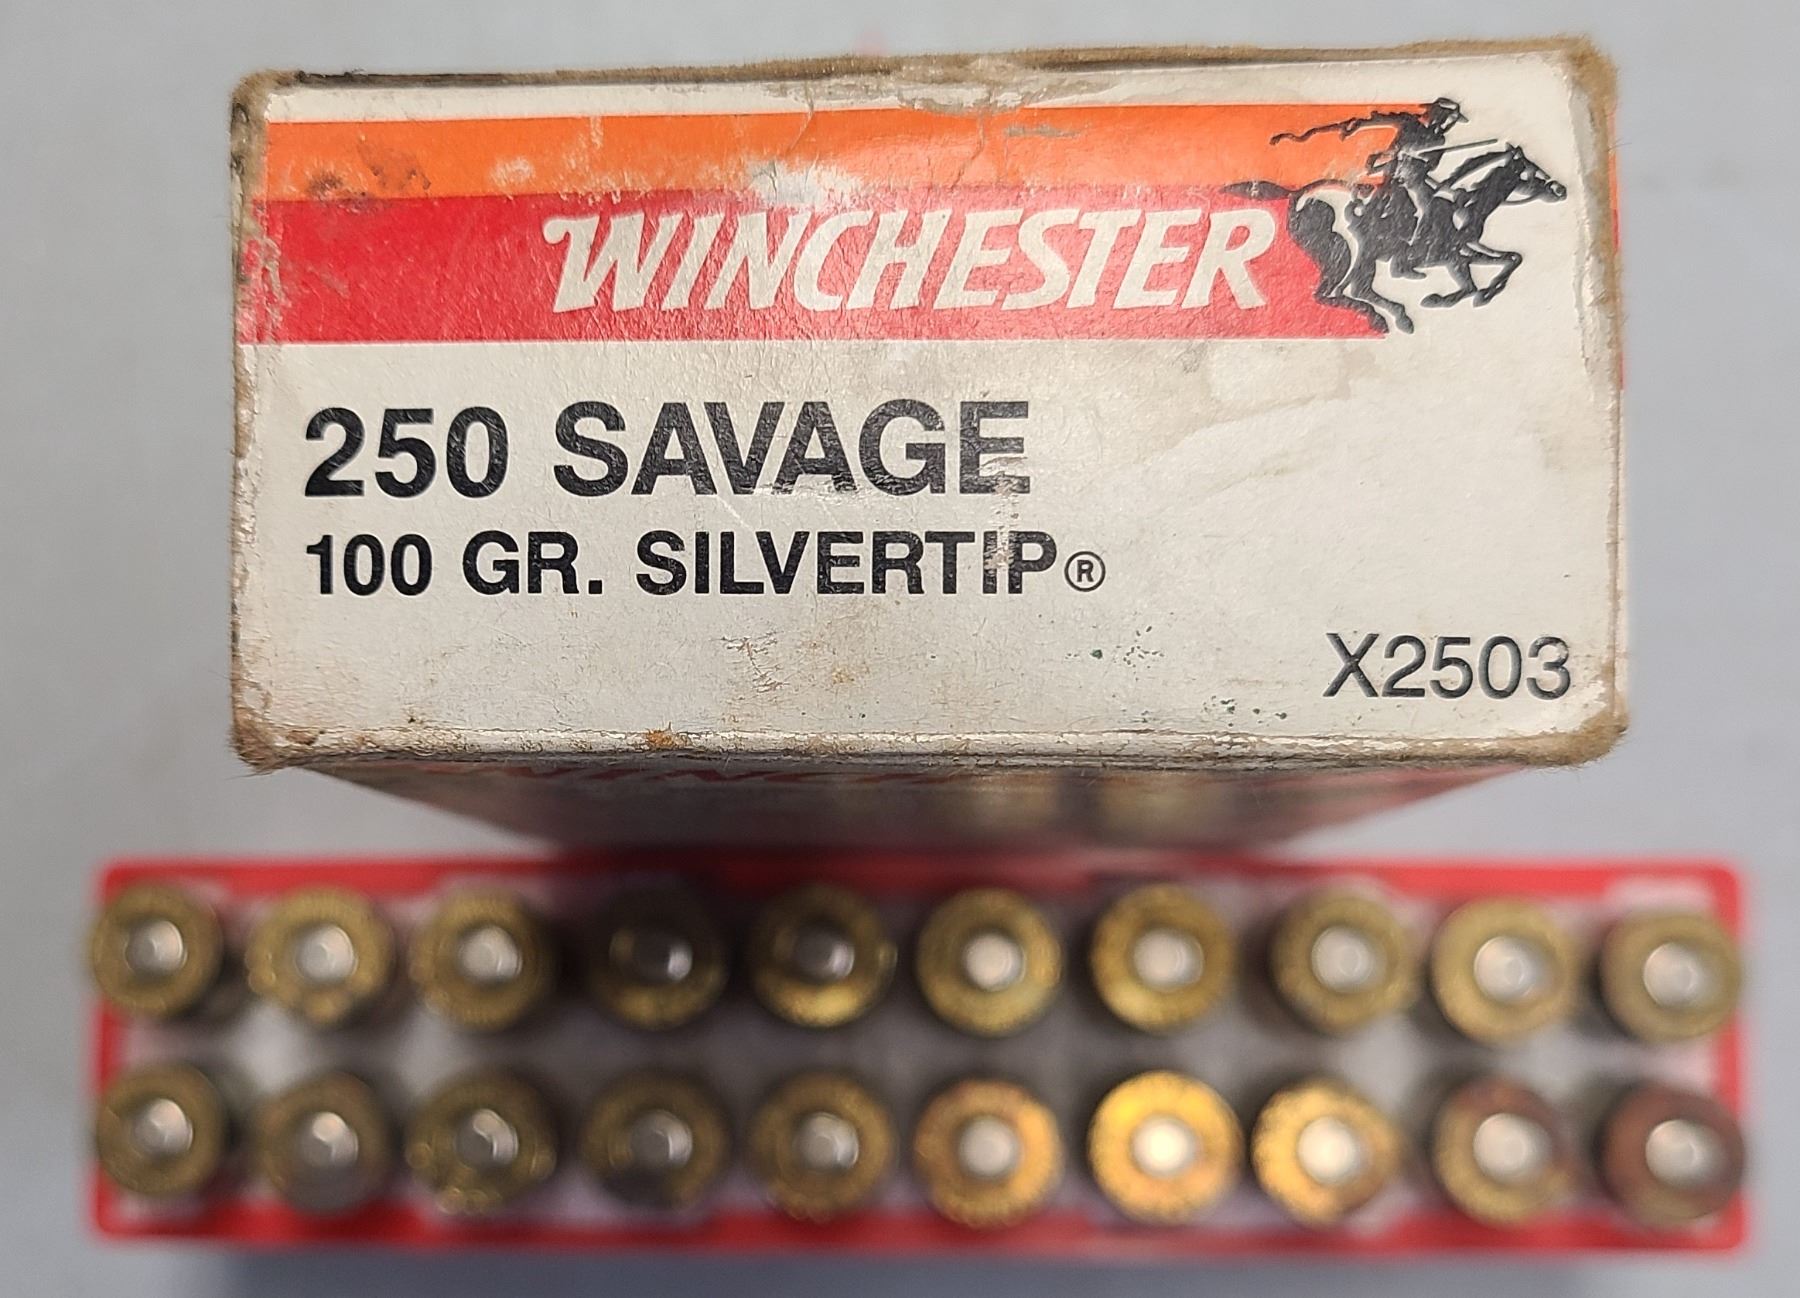 WINCHESTER
250 SAVAGE
100 GR. SILVERTIP®
X2503